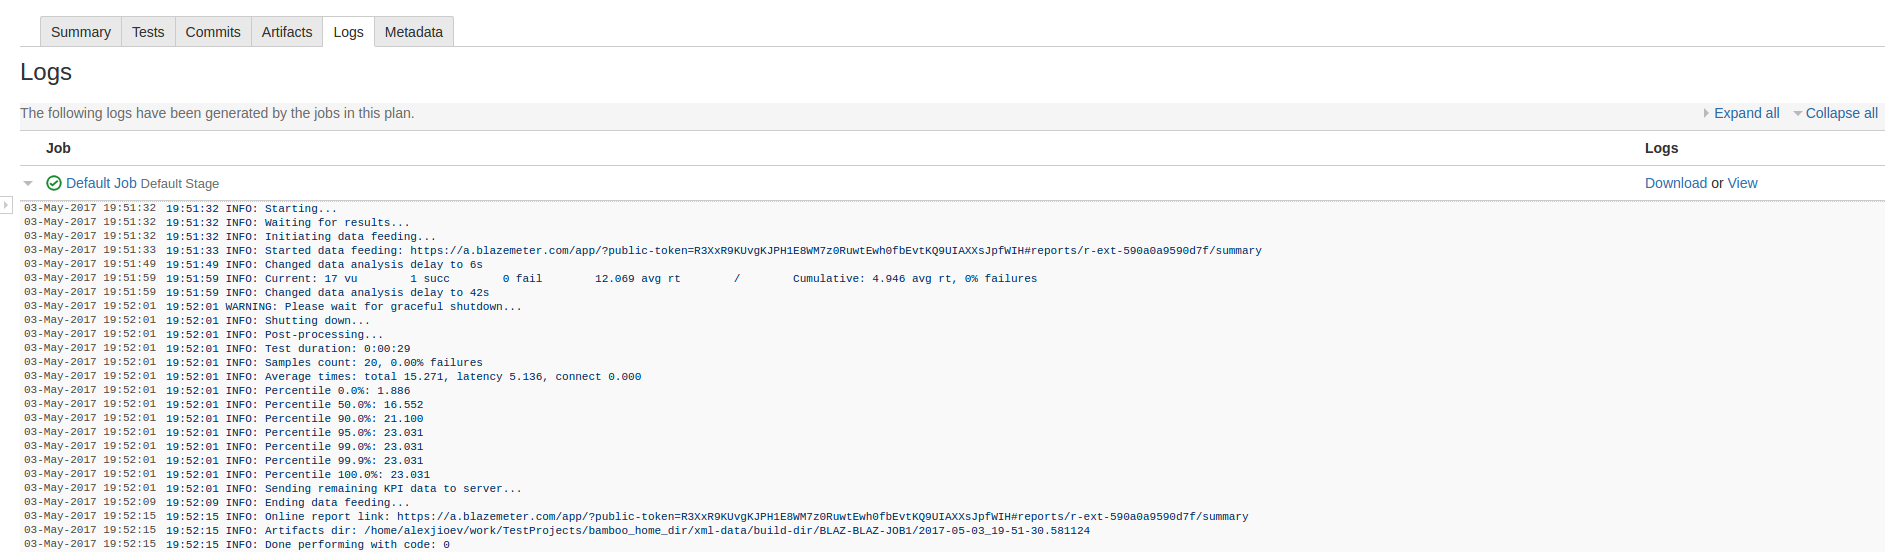 Summary Tests Commits Artifacts Logs Metadata
Logs
The following logs have been generated by the jobs in this plan. Expand all Collapse all
Job Logs
Default Job Default Stage Download or View
03-May-2017 19:51:32 19:51:32 INFO: Starting...
03-May-2017 19:51:32 19:51:32 INFO: Waiting for results...
03-May-2017 19:51:32 19:51:32 INFO: Initiating data feeding...
03-May-2017 19:51:33 19:51:33 INFO: Started data feeding: https://a.blazemeter.com/app/?public-token=R3XxR9KUvgKJPH1E8WM7z0RuwtEwh0fbEvtKQ9UIAXXsJpfWIH#reports/r-ext-590a0a9590d7f/summary
03-May-2017 19:51:49 19:51:49 INFO: Changed data analysis delay to 6s
03-May-2017 19:51:59 19:51:59 INFO: Current: 17 vu 1 succ 0 fail 12.069 avg rt / Cumulative: 4.946 avg rt, 0% failures
03-May-2017 19:51:59 19:51:59 INFO: Changed data analysis delay to 42s
03-May-2017 19:52:01 19:52:01 WARNING: Please wait for graceful shutdown...
03-May-2017 19:52:01 19:52:01 INFO: Shutting down...
03-May-2017 19:52:01 19:52:01 INFO: Post-processing...
03-May-2017 19:52:01 19:52:01 INFO: Test duration: 0:00:29
03-May-2017 19:52:01 19:52:01 INFO: Samples count: 20, 0.00% failures
03-May-2017 19:52:01 19:52:01 INFO: Average times: total 15.271, latency 5.136, connect 0.000
03-May-2017 19:52:01 19:52:01 INFO: Percentile 0.0%: 1.886
03-May-2017 19:52:01 19:52:01 INFO: Percentile 50.0%: 16.552
03-May-2017 19:52:01 19:52:01 INFO: Percentile 90.0%: 21.100
03-May-2017 19:52:01 19:52:01 INFO: Percentile 95.0%: 23.031
03-May-2017 19:52:01 19:52:01 INFO: Percentile 99.0%: 23.031
03-May-2017 19:52:01 19:52:01 INFO: Percentile 99.9%: 23.031
03-May-2017 19:52:01 19:52:01 INFO: Percentile 100.0%: 23.031
03-May-2017 19:52:01 19:52:01 INFO: Sending remaining KPI data to server...
03-May-2017 19:52:09 19:52:09 INFO: Ending data feeding...
03-May-2017 19:52:15 19:52:15 INFO: Online report link: https://a.blazemeter.com/app/?public-token=R3XxR9KUvgKJPH1E8WM7z0RuwtEwh0fbEvtKQ9UIAXXsJpfWIH#reports/r-ext-590a0a9590d7f/summary
03-May-2017 19:52:15 19:52:15 INFO: Artifacts dir: /home/alexjioev/work/TestProjects/bamboo_home_dir/xml-data/build-dir/BLAZ-BLAZ-JOB1/2017-05-03_19-51-30.581124
03-May-2017 19:52:15 19:52:15 INFO: Done performing with code: 0